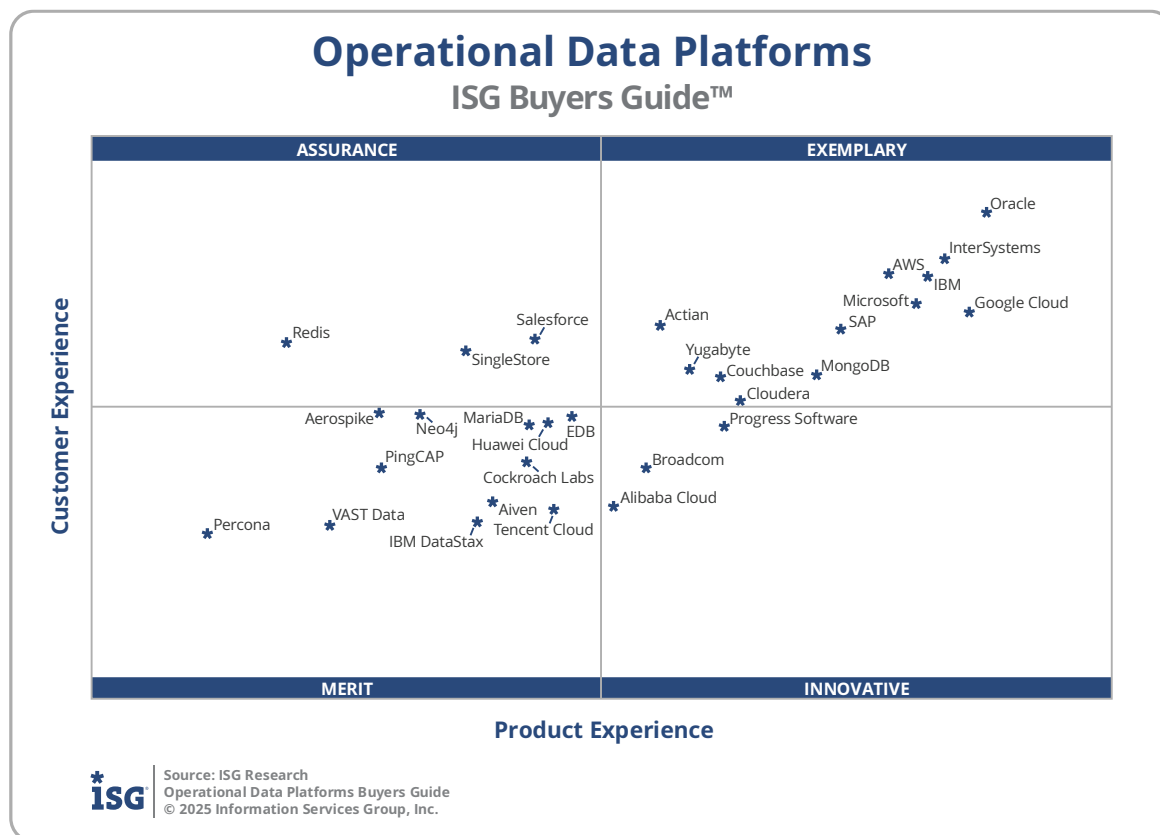 Operational Data Platforms
ISG Buyers Guide™
ASSURANCE
EXEMPLARY
Oracle
InterSystems
AWS
IBM
Microsoft
Google Cloud
Actian
SAP
Salesforce
Redis
SingleStore
Yugabyte
Couchbase
MongoDB
Cloudera
Aerospike
Neo4j
MariaDB
Huawei Cloud
EDB
Progress Software
PingCAP
Cockroach Labs
Broadcom
Alibaba Cloud
Percona
VAST Data
Aiven
IBM DataStax
Tencent Cloud
Customer Experience
MERIT
INNOVATIVE
Product Experience
ISG
Source: ISG Research
Operational Data Platforms Buyers Guide
© 2025 Information Services Group, Inc.